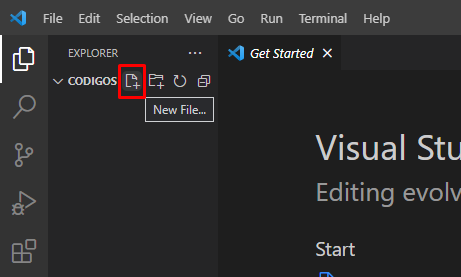 File Edit Selection View Go Run Terminal Help
EXPLORER
Get Started
CODIGOS
New File...
Visual Stu
Editing evolv
Start